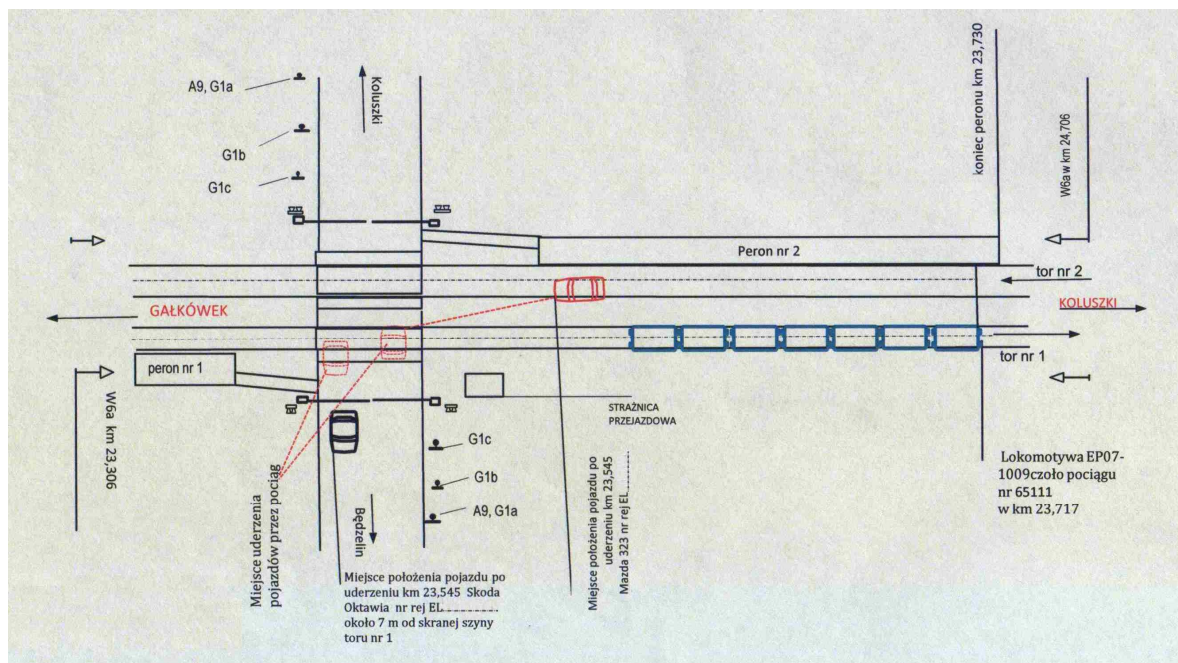 A9, G1a
G1b
G1c
Koluszki
koniec peronu km 23,730
W6a w km 24,706
Peron nr 2
tor nr 2
GAŁKÓWEK
KOLUSZKI
tor nr 1
peron nr 1
W6a km 23,306
STRAŻNICA
PRZEJAZDOWA
G1c
G1b
A9, G1a
Będzelin
Miejsce uderzenia
pojazdów przez pociąg
Miejsce położenia pojazdu po
uderzeniu km 23,545 Skoda
Oktawia nr rej EL
około 7 m od skranej szyny
toru nr 1
Miejsce położenia pojazdu po
uderzeniu km 23,545
Mazda 323 nr rej EL
Lokomotywa EP07-
1009czoło pociągu
nr 65111
w km 23,717